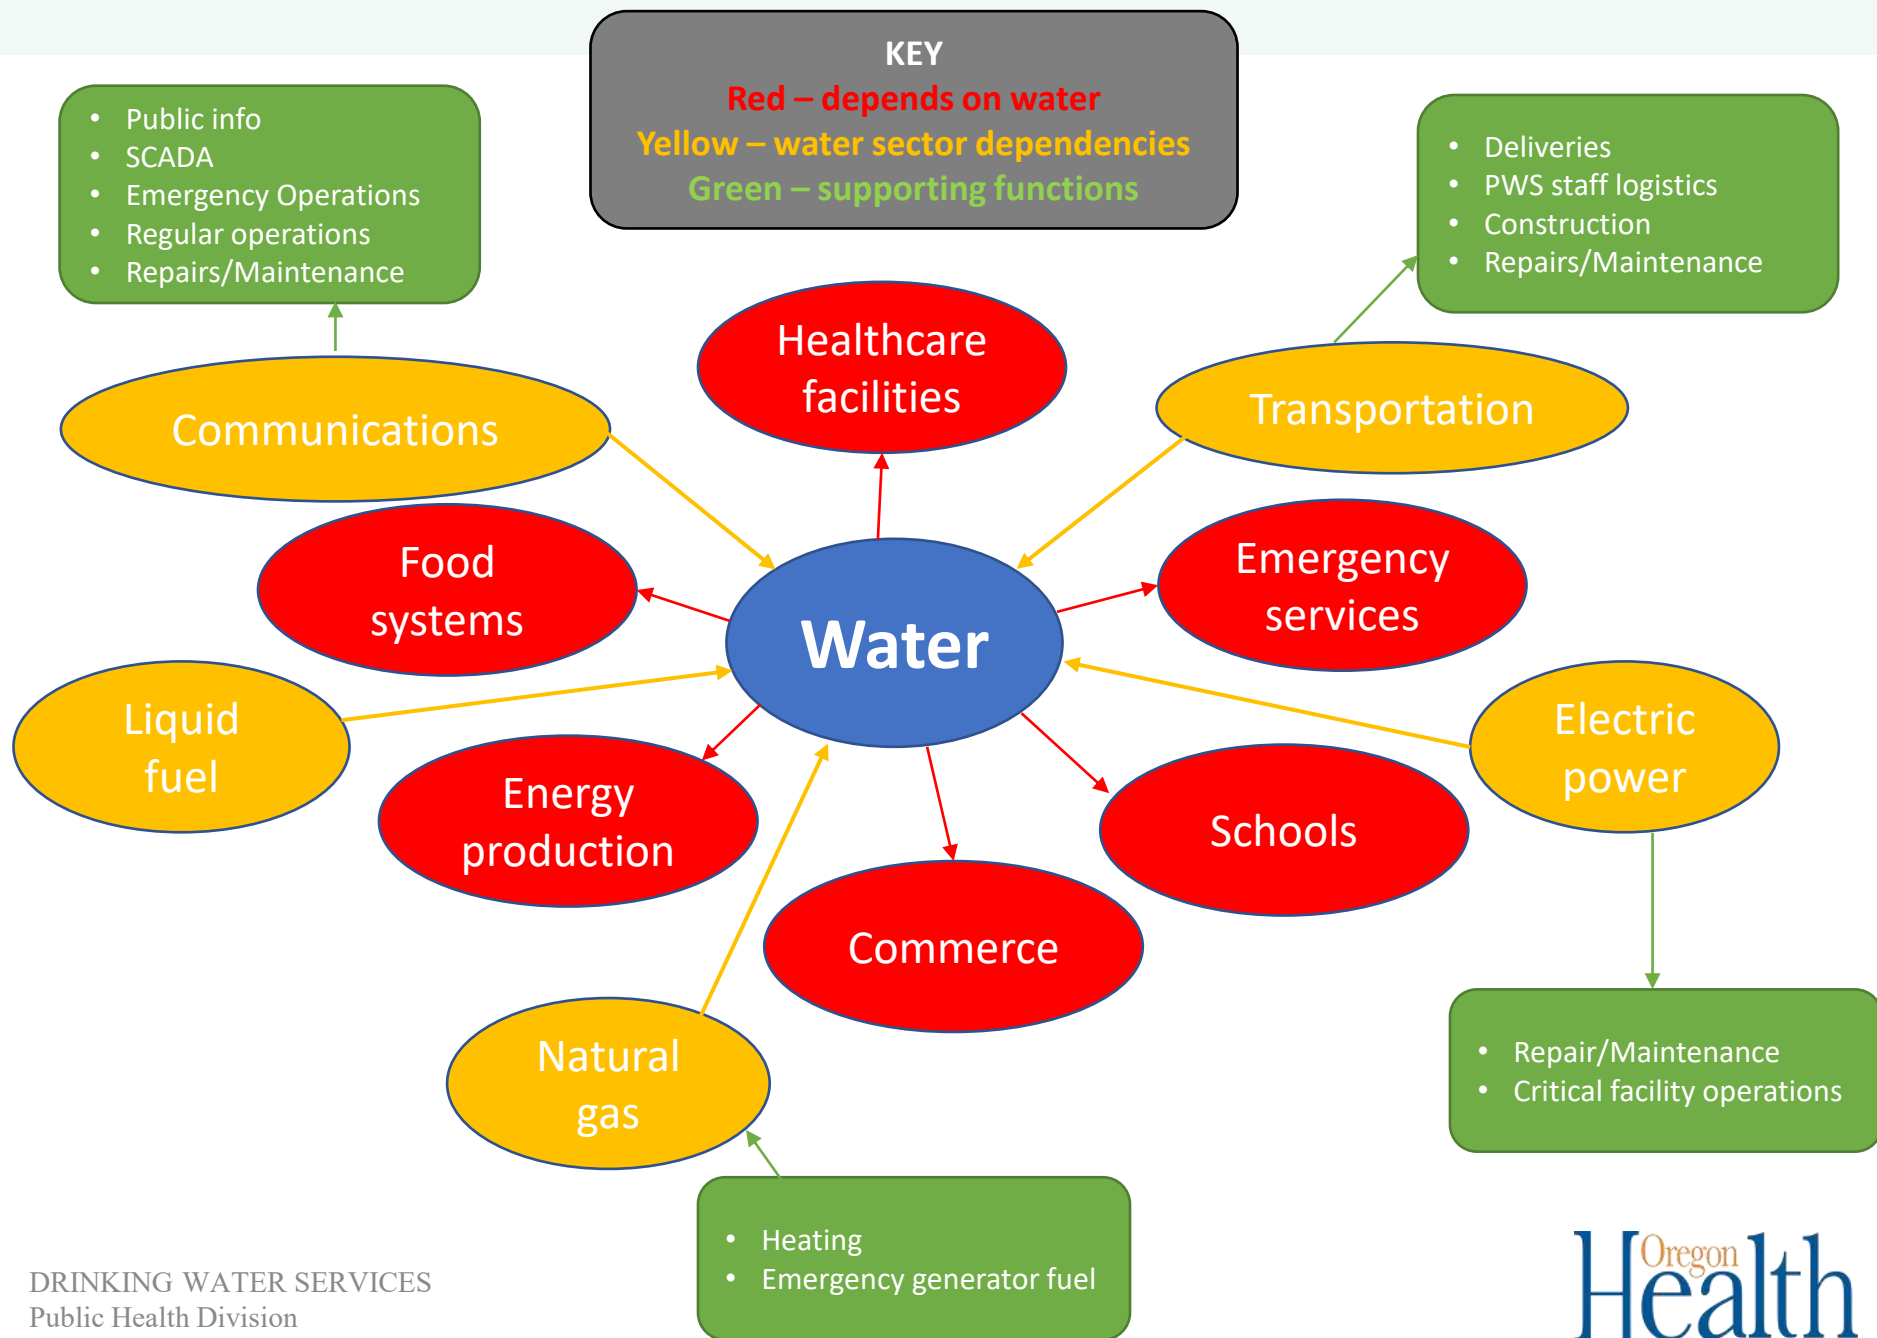 KEY
Red – depends on water
Yellow – water sector dependencies
Green – supporting functions
• Public info
• SCADA
• Emergency Operations
• Regular operations
• Repairs/Maintenance
• Deliveries
• PWS staff logistics
• Construction
• Repairs/Maintenance
Healthcare
facilities
Communications
Transportation
Food
systems
Emergency
services
Water
Liquid
fuel
Electric
power
Energy
production
Schools
Commerce
Natural
gas
• Repair/Maintenance
• Critical facility operations
• Heating
• Emergency generator fuel
DRINKING WATER SERVICES
Public Health Division
Oregon
Health